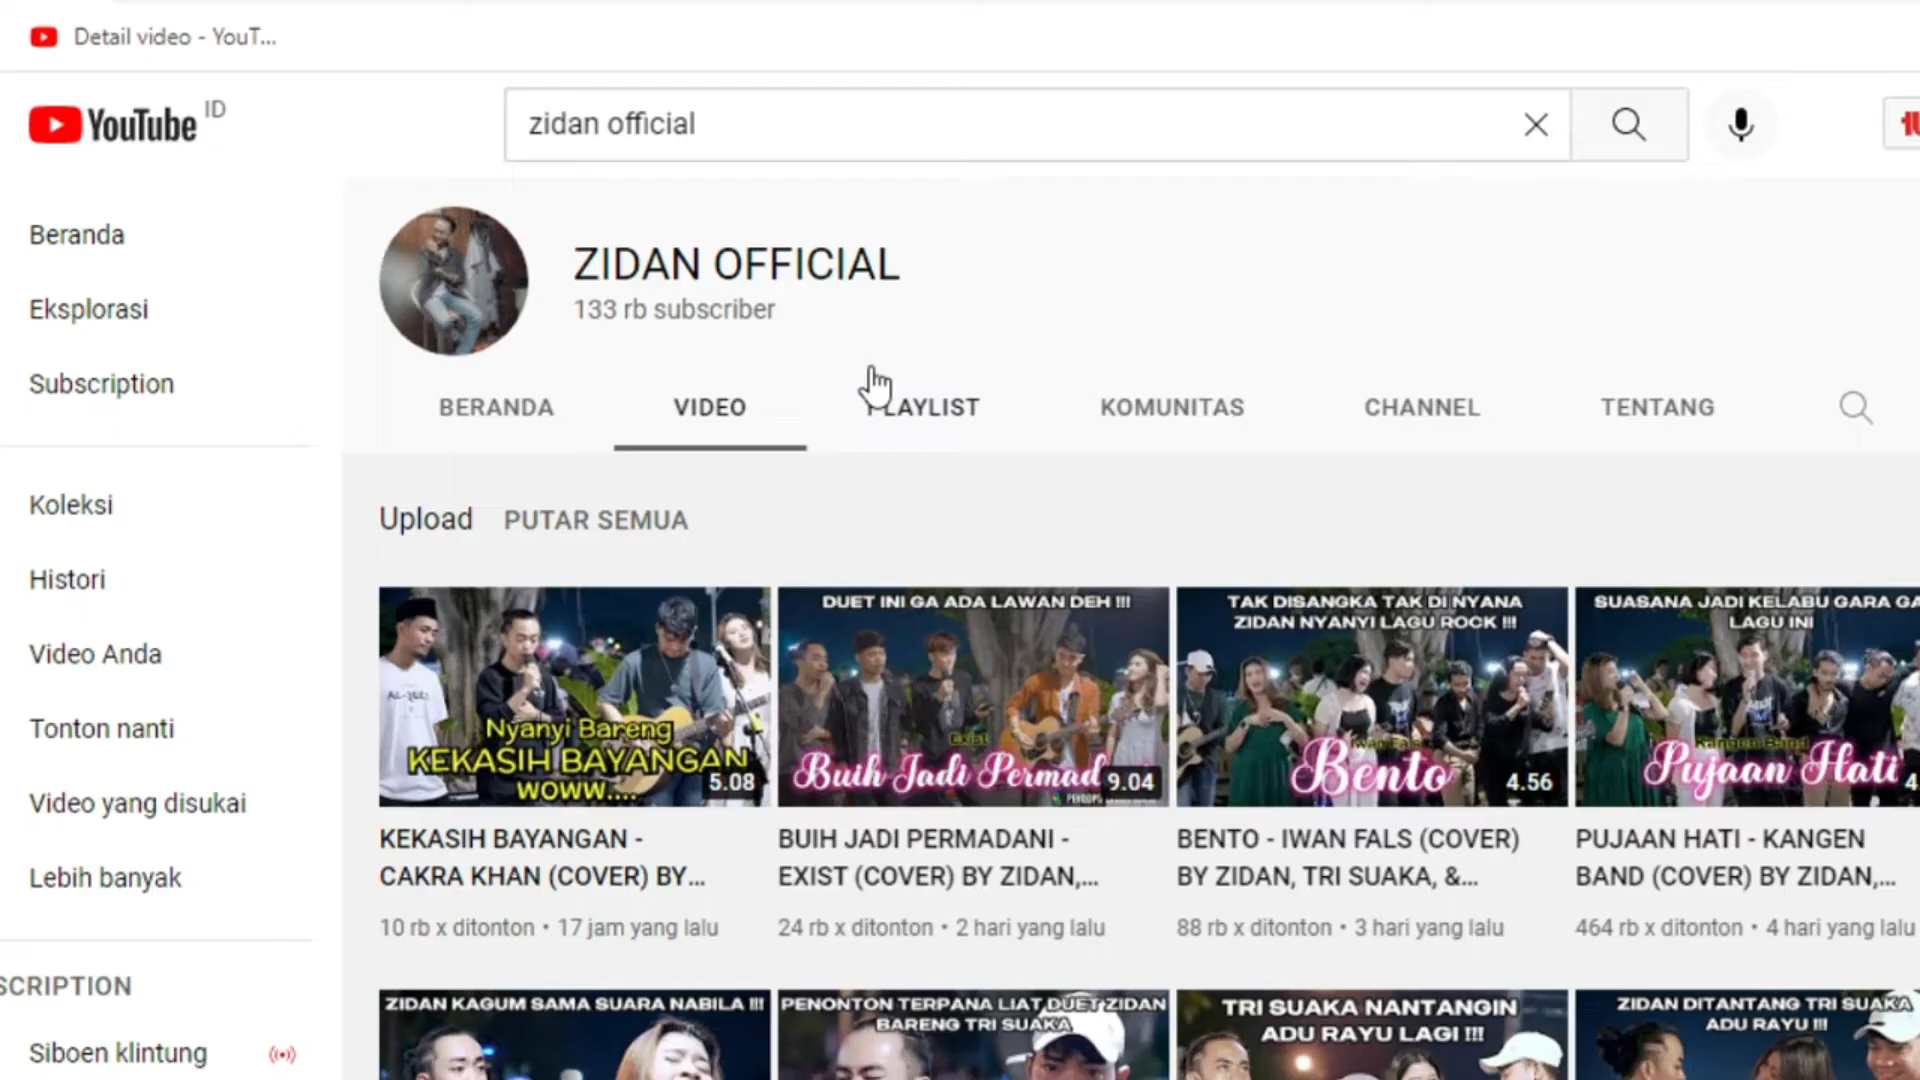 Detail video - YouT...
YouTube ID
zidan official
Beranda
Eksplorasi
Subscription
Koleksi
Histori
Video Anda
Tonton nanti
Video yang disukai
Lebih banyak
SCRIPTION
Siboen klintung
ZIDAN OFFICIAL
133 rb subscriber
BERANDA VIDEO PLAYLIST KOMUNITAS CHANNEL TENTANG
Upload PUTAR SEMUA
Nyanyi Bareng
KEKASIH BAYANGAN
WOWW....
5.08
KEKASIH BAYANGAN -
CAKRA KHAN (COVER) BY...
10 rb x ditonton • 17 jam yang lalu
DUET INI GA ADA LAWAN DEH !!!
Exist
Buih Jadi Permad
9.04
BUIH JADI PERMADANI -
EXIST (COVER) BY ZIDAN,...
24 rb x ditonton • 2 hari yang lalu
TAK DISANGKA TAK DI NYANA
ZIDAN NYANYI LAGU ROCK !!!
Iwan Fals
Bento
4.56
BENTO - IWAN FALS (COVER)
BY ZIDAN, TRI SUAKA, &...
88 rb x ditonton • 3 hari yang lalu
SUASANA JADI KELABU GARA GA
LAGU INI
Kangen Band
Pujaan Hati
4
PUJAAN HATI - KANGEN
BAND (COVER) BY ZIDAN,...
464 rb x ditonton • 4 hari yang lalu
ZIDAN KAGUM SAMA SUARA NABILA !!!
PENONTON TERPANA LIAT DUET ZIDAN
BARENG TRI SUAKA
TRI SUAKA NANTANGIN
ADU RAYU LAGI !!!
ZIDAN DITANTANG TRI SUAKA
ADU RAYU !!!